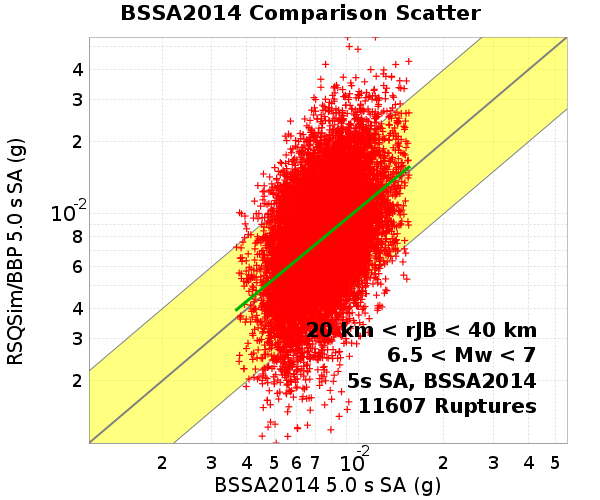 BSSA2014 Comparison Scatter
RSQSim/BBP 5.0 s SA (g)
4
3
2
10-2
8
6
4
3
2
20 km < rJB < 40 km
6.5 < Mw < 7
5s SA, BSSA2014
11607 Ruptures
2 3 4 5 6 7 10-2 2 3 4 5
BSSA2014 5.0 s SA (g)